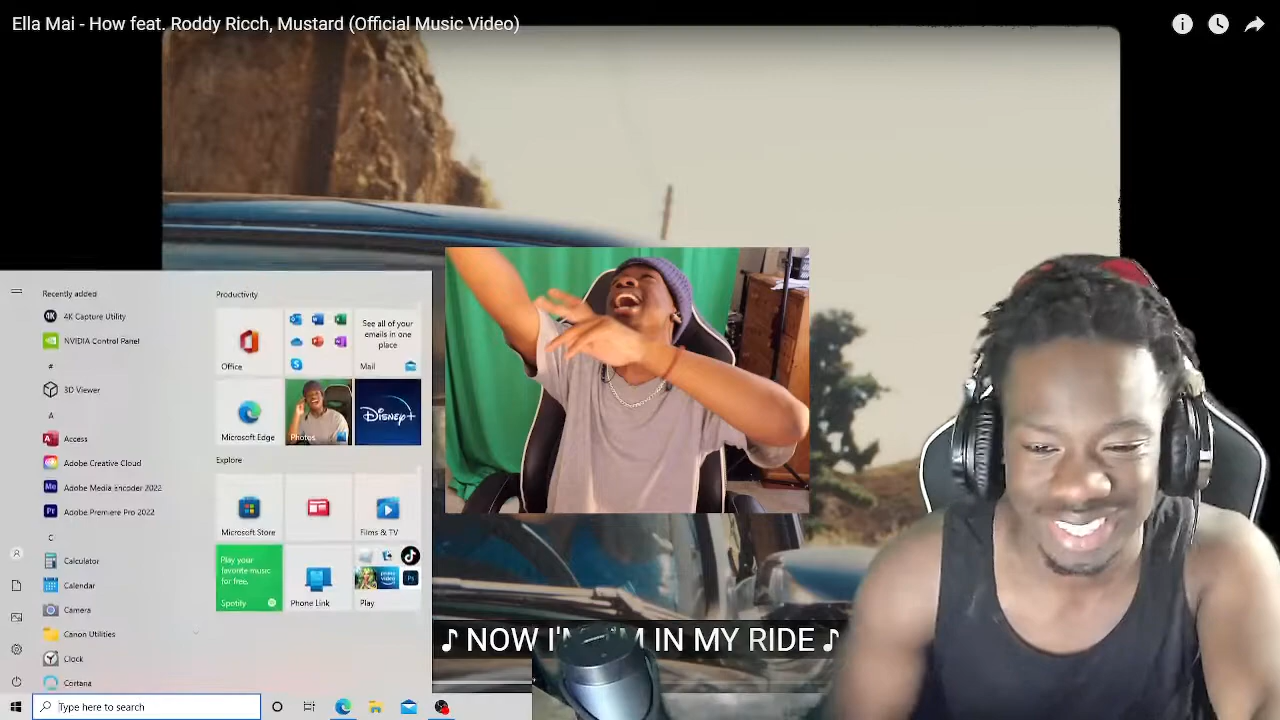 Ella Mai - How feat. Roddy Ricch, Mustard (Official Music Video)
Recently added
4K Capture Utility
NVIDIA Control Panel
#
3D Viewer
A
Access
Adobe Creative Cloud
Adobe Media Encoder 2022
Adobe Premiere Pro 2022
C
Calculator
Calendar
Camera
Canon Utilities
Clock
Cortana
Productivity
Office
See all of your
emails in one
place
Mail
Microsoft Edge
Photos
Disney+
Explore
Microsoft Store
Films & TV
Play your
favorite music
for free.
Spotify
Phone Link
prime video
Play
Type here to search
♪ NOW I'M IN MY RIDE ♪